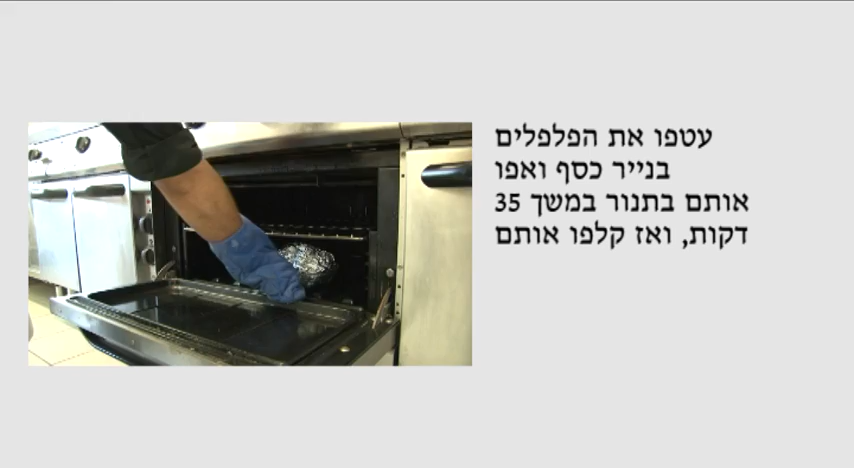 עטפו את הפלפלים
בנייר כסף ואפו
אותם בתנור במשך 35
דקות, ואז קלפו אותם